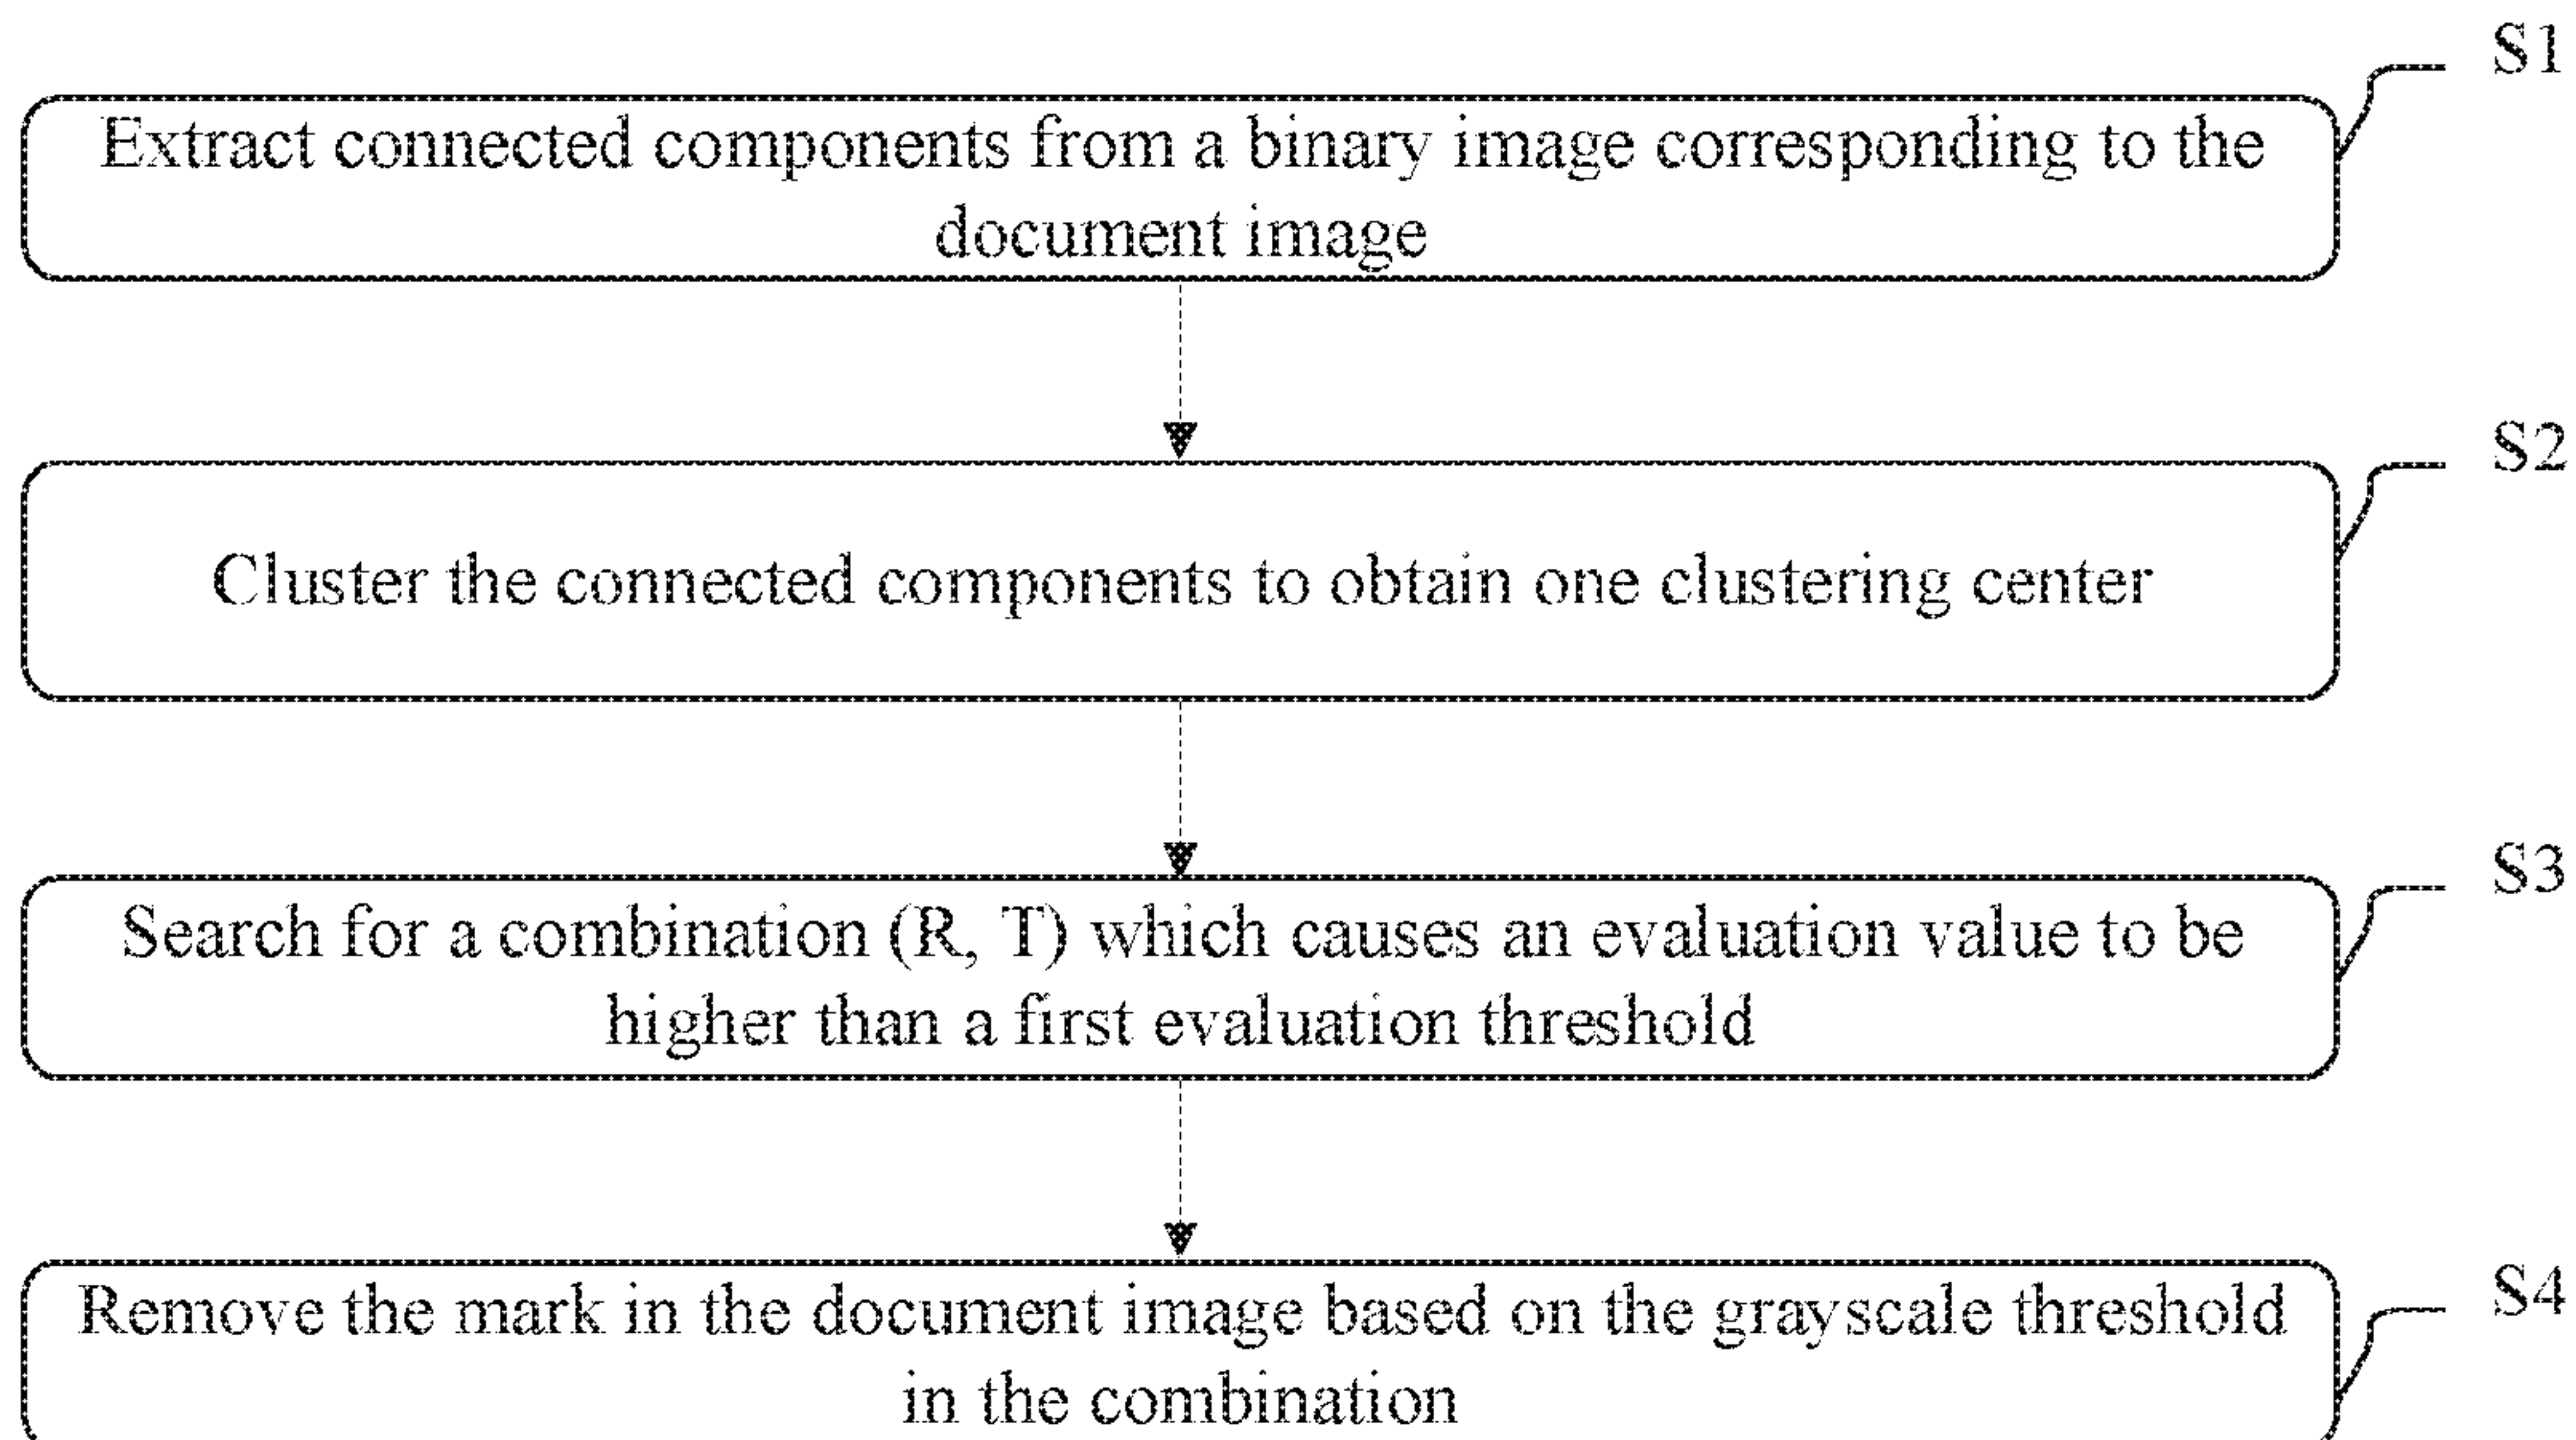 S1
Extract connected components from a binary image corresponding to the
document image
S2
Cluster the connected components to obtain one clustering center
S3
Search for a combination (R, T) which causes an evaluation value to be
higher than a first evaluation threshold
S4
Remove the mark in the document image based on the grayscale threshold
in the combination